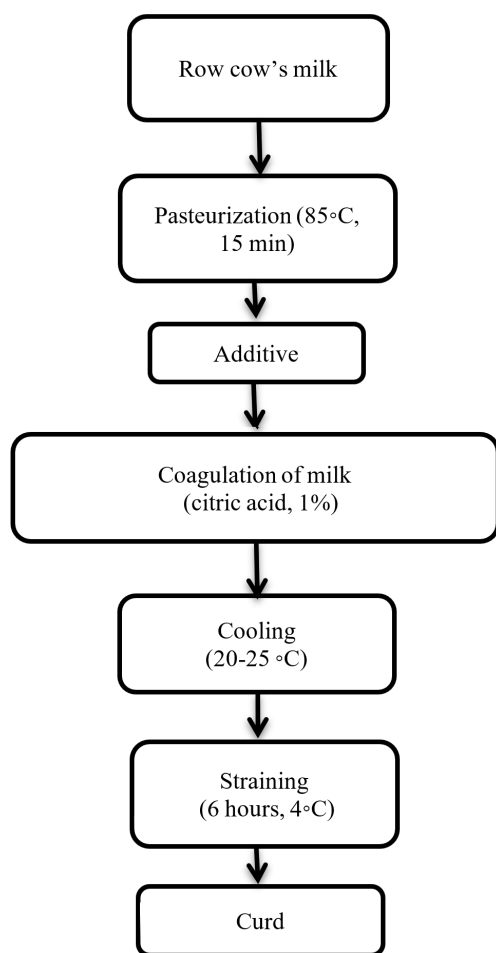 Row cow’s milk
Pasteurization (85◦C,
15 min)
Additive
Coagulation of milk
(citric acid, 1%)
Cooling
(20-25 ◦C)
Straining
(6 hours, 4◦C)
Curd